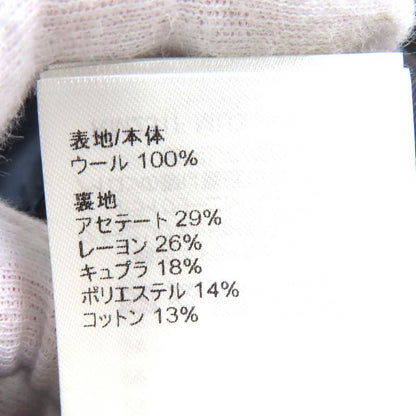 表地/本体
ウール 100%
裏地
アセテート 29%
レーヨン 26%
キュプラ 18%
ポリエステル 14%
コットン 13%